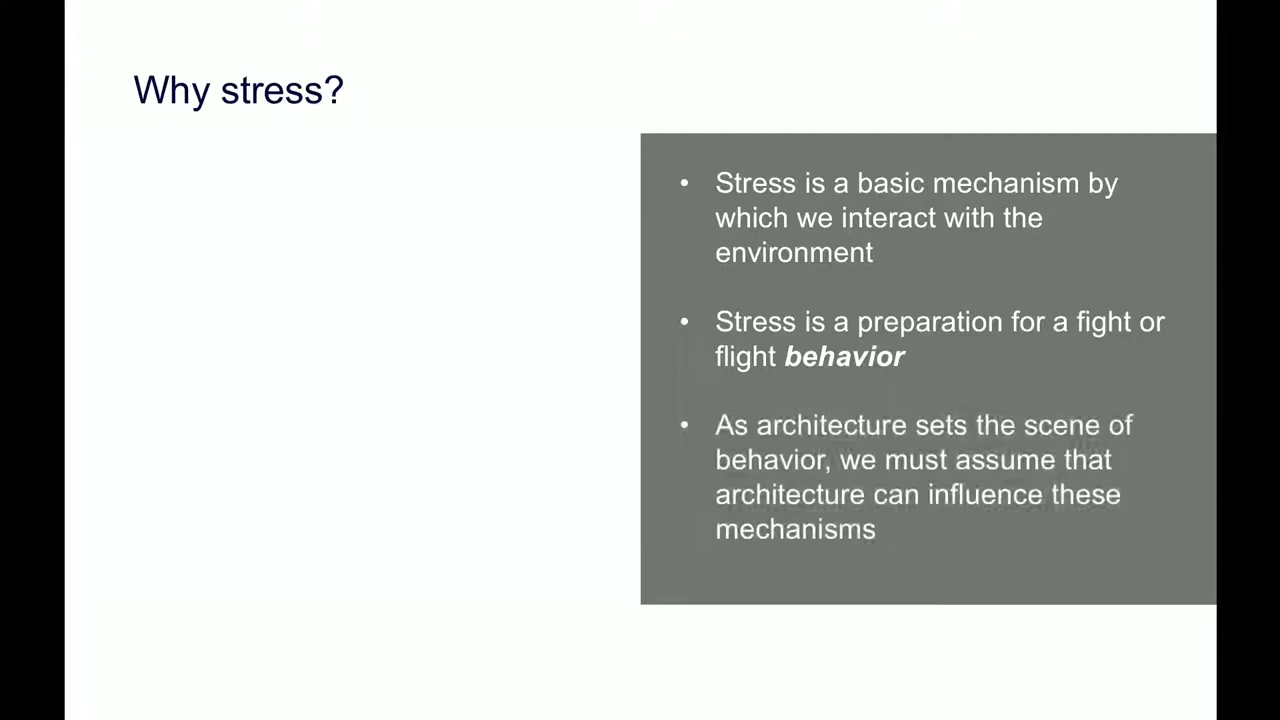 Why stress?
• Stress is a basic mechanism by
which we interact with the
environment
• Stress is a preparation for a fight or
flight behavior
• As architecture sets the scene of
behavior, we must assume that
architecture can influence these
mechanisms